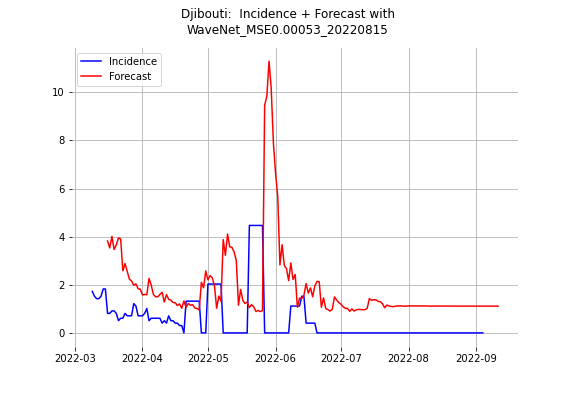 Djibouti:  Incidence + Forecast with
WaveNet_MSE0.00053_20220815
Incidence
Forecast
10
8
6
4
2
0
2022-03 2022-04 2022-05 2022-06 2022-07 2022-08 2022-09